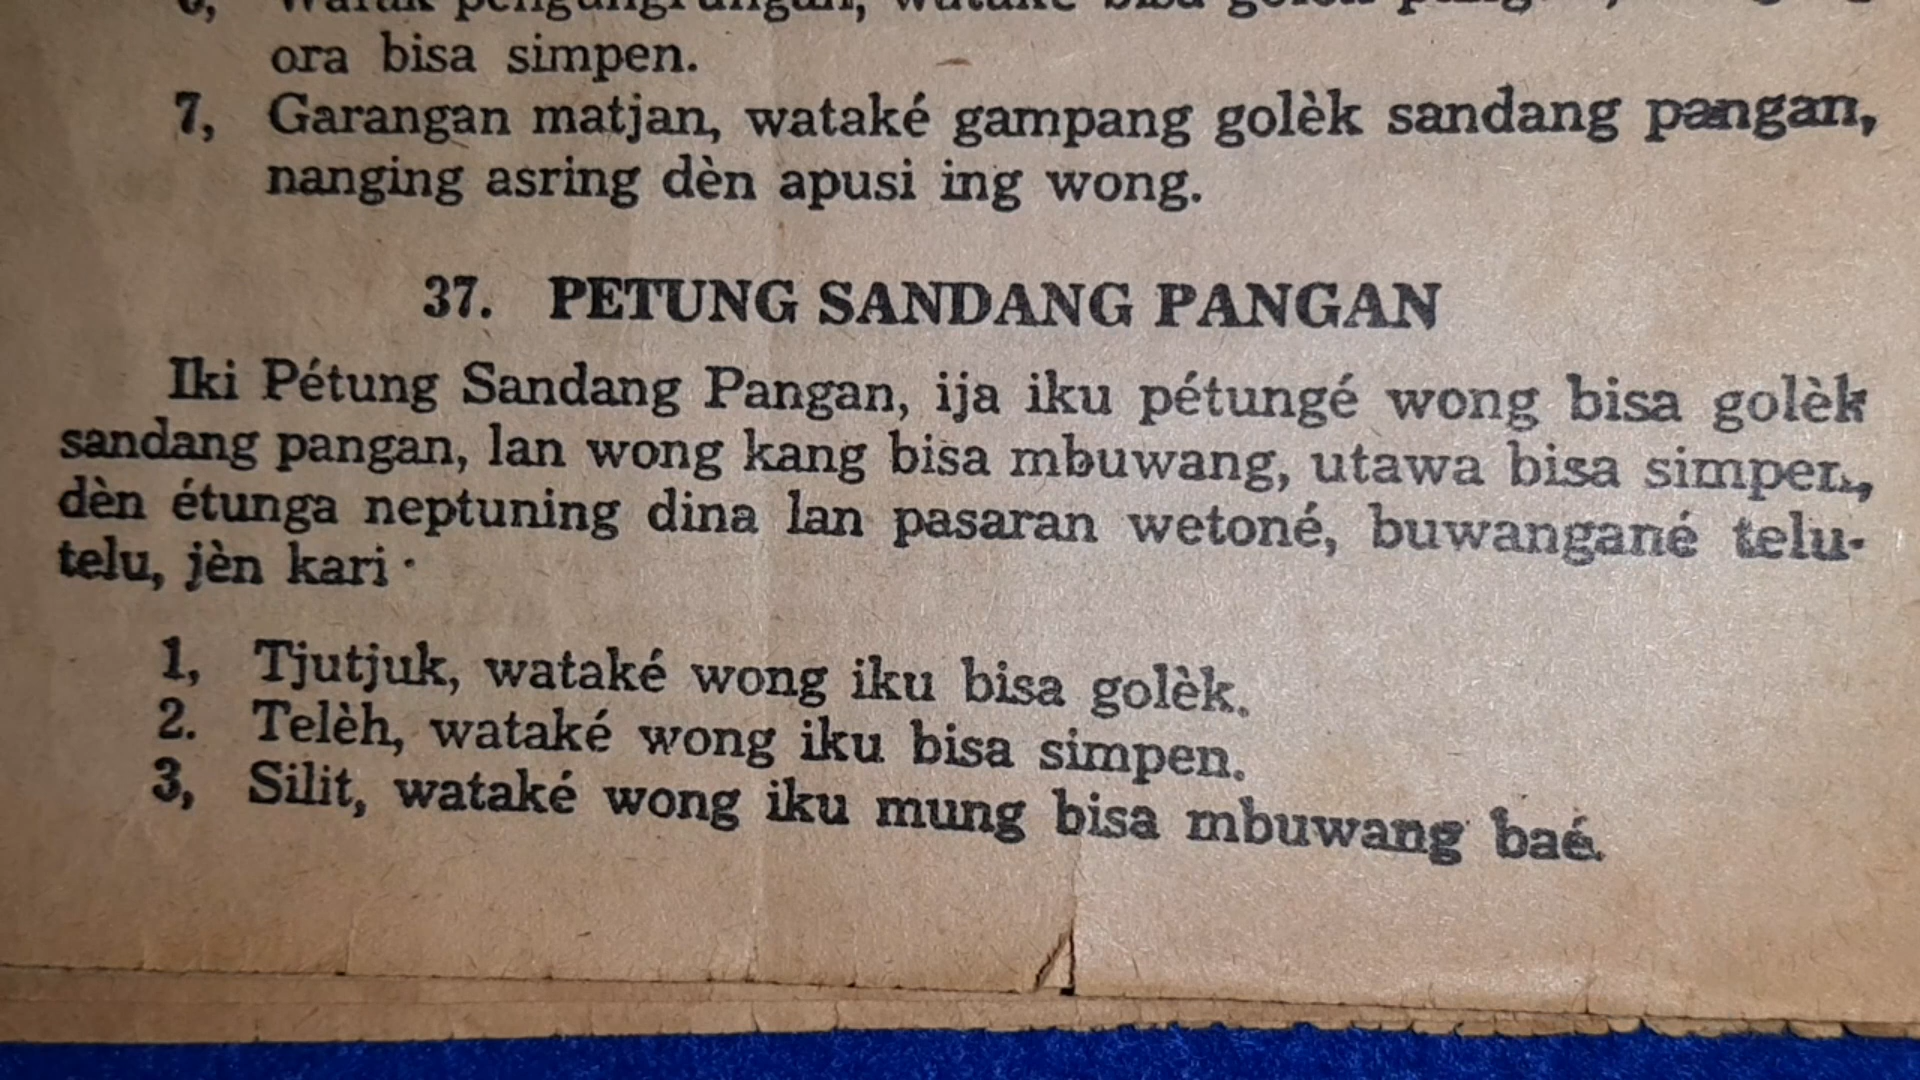 ora bisa simpen.
7, Garangan matjan, wataké gampang golèk sandang pangan,
nanging asring dèn apusi ing wong.
37. PETUNG SANDANG PANGAN
Iki Pétung Sandang Pangan, ija iku pétungé wong bisa golèk
sandang pangan, lan wong kang bisa mbuwang, utawa bisa simpen,
dèn étunga neptuning dina lan pasaran wetoné, buwangané telu-
telu, jèn kari
1, Tjutjuk, wataké wong iku bisa golèk.
2. Telèh, wataké wong iku bisa simpen.
3, Silit, wataké wong iku mung bisa mbuwang baé.